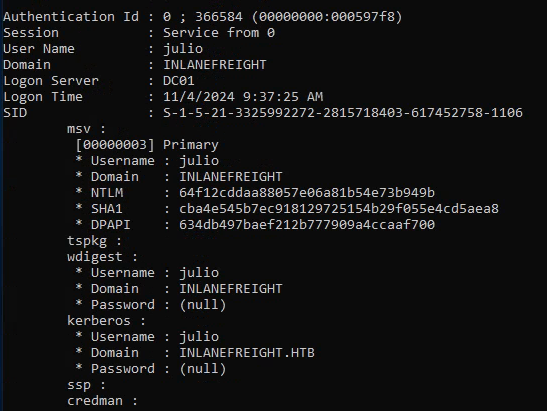 Authentication Id : 0 ; 366584 (00000000:000597f8)
Session           : Service from 0
User Name         : julio
Domain            : INLANEFREIGHT
Logon Server      : DC01
Logon Time        : 11/4/2024 9:37:25 AM
SID               : S-1-5-21-3325992272-2815718403-617452758-1106
        msv :
         [00000003] Primary
         * Username : julio
         * Domain   : INLANEFREIGHT
         * NTLM     : 64f12cddaa88057e06a81b54e73b949b
         * SHA1     : cba4e545b7ec918129725154b29f055e4cd5aea8
         * DPAPI    : 634db497baef212b777909a4ccaaf700
        tspkg :
        wdigest :
         * Username : julio
         * Domain   : INLANEFREIGHT
         * Password : (null)
        kerberos :
         * Username : julio
         * Domain   : INLANEFREIGHT.HTB
         * Password : (null)
        ssp :
        credman :